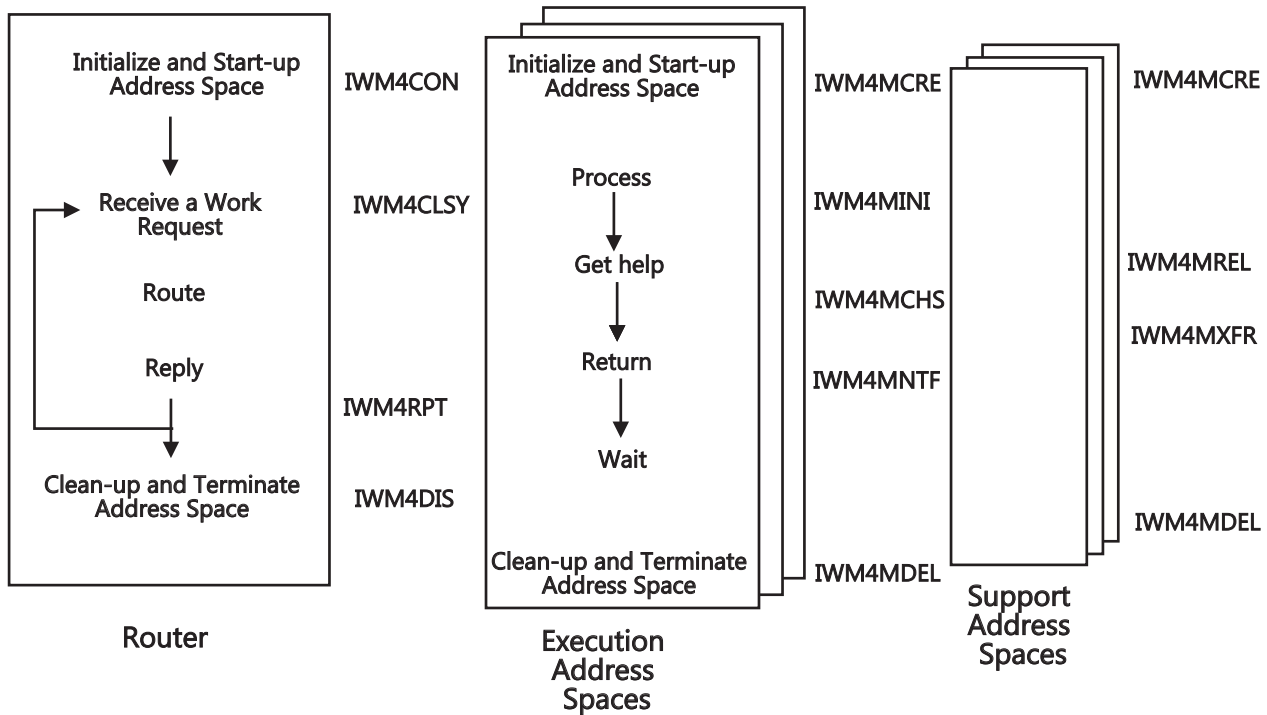 Initialize and Start-up
Address Space
IWM4CON
Receive a Work
Request
IWM4CLSY
Route
Reply
IWM4RPT
Clean-up and Terminate
Address Space
IWM4DIS
Router
Initialize and Start-up
Address Space
IWM4MCRE
Process
IWM4MINI
Get help
IWM4MCHS
Return
IWM4MNTF
Wait
Clean-up and Terminate
Address Space
IWM4MDEL
Execution
Address
Spaces
IWM4MCRE
IWM4MREL
IWM4MXFR
IWM4MDEL
Support
Address
Spaces